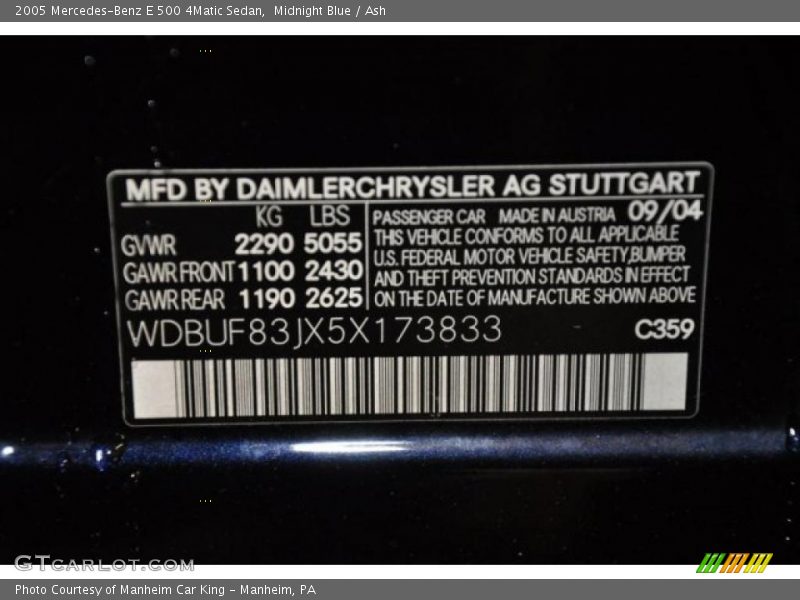 2005 Mercedes-Benz E 500 4Matic Sedan,  Midnight Blue / Ash
MFD BY DAIMLERCHRYSLER AG STUTTGART
KG LBS
GVWR 2290 5055
GAWR FRONT 1100 2430
GAWR REAR 1190 2625
PASSENGER CAR MADE IN AUSTRIA 09/04
THIS VEHICLE CONFORMS TO ALL APPLICABLE
U.S. FEDERAL MOTOR VEHICLE SAFETY,BUMPER
AND THEFT PREVENTION STANDARDS IN EFFECT
ON THE DATE OF MANUFACTURE SHOWN ABOVE
WDBUF83JX5X173833 C359
GTCARLOT.COM
Photo Courtesy of Manheim Car King - Manheim, PA